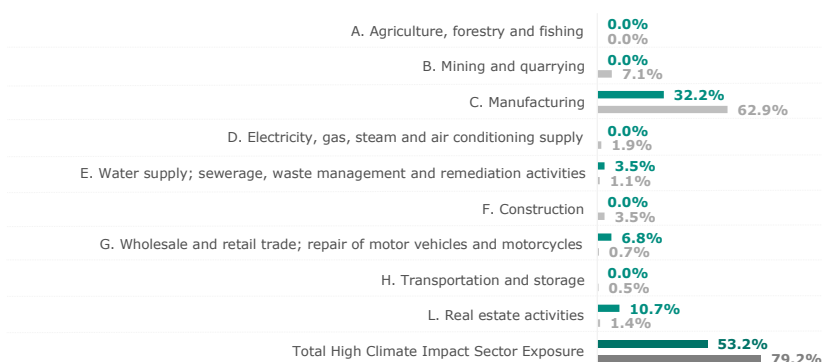 A. Agriculture, forestry and fishing
0.0%
0.0%
B. Mining and quarrying
0.0%
7.1%
C. Manufacturing
32.2%
62.9%
D. Electricity, gas, steam and air conditioning supply
0.0%
1.9%
E. Water supply; sewerage, waste management and remediation activities
3.5%
1.1%
F. Construction
0.0%
3.5%
G. Wholesale and retail trade; repair of motor vehicles and motorcycles
6.8%
0.7%
H. Transportation and storage
0.0%
0.5%
L. Real estate activities
10.7%
1.4%
Total High Climate Impact Sector Exposure
53.2%
79.2%